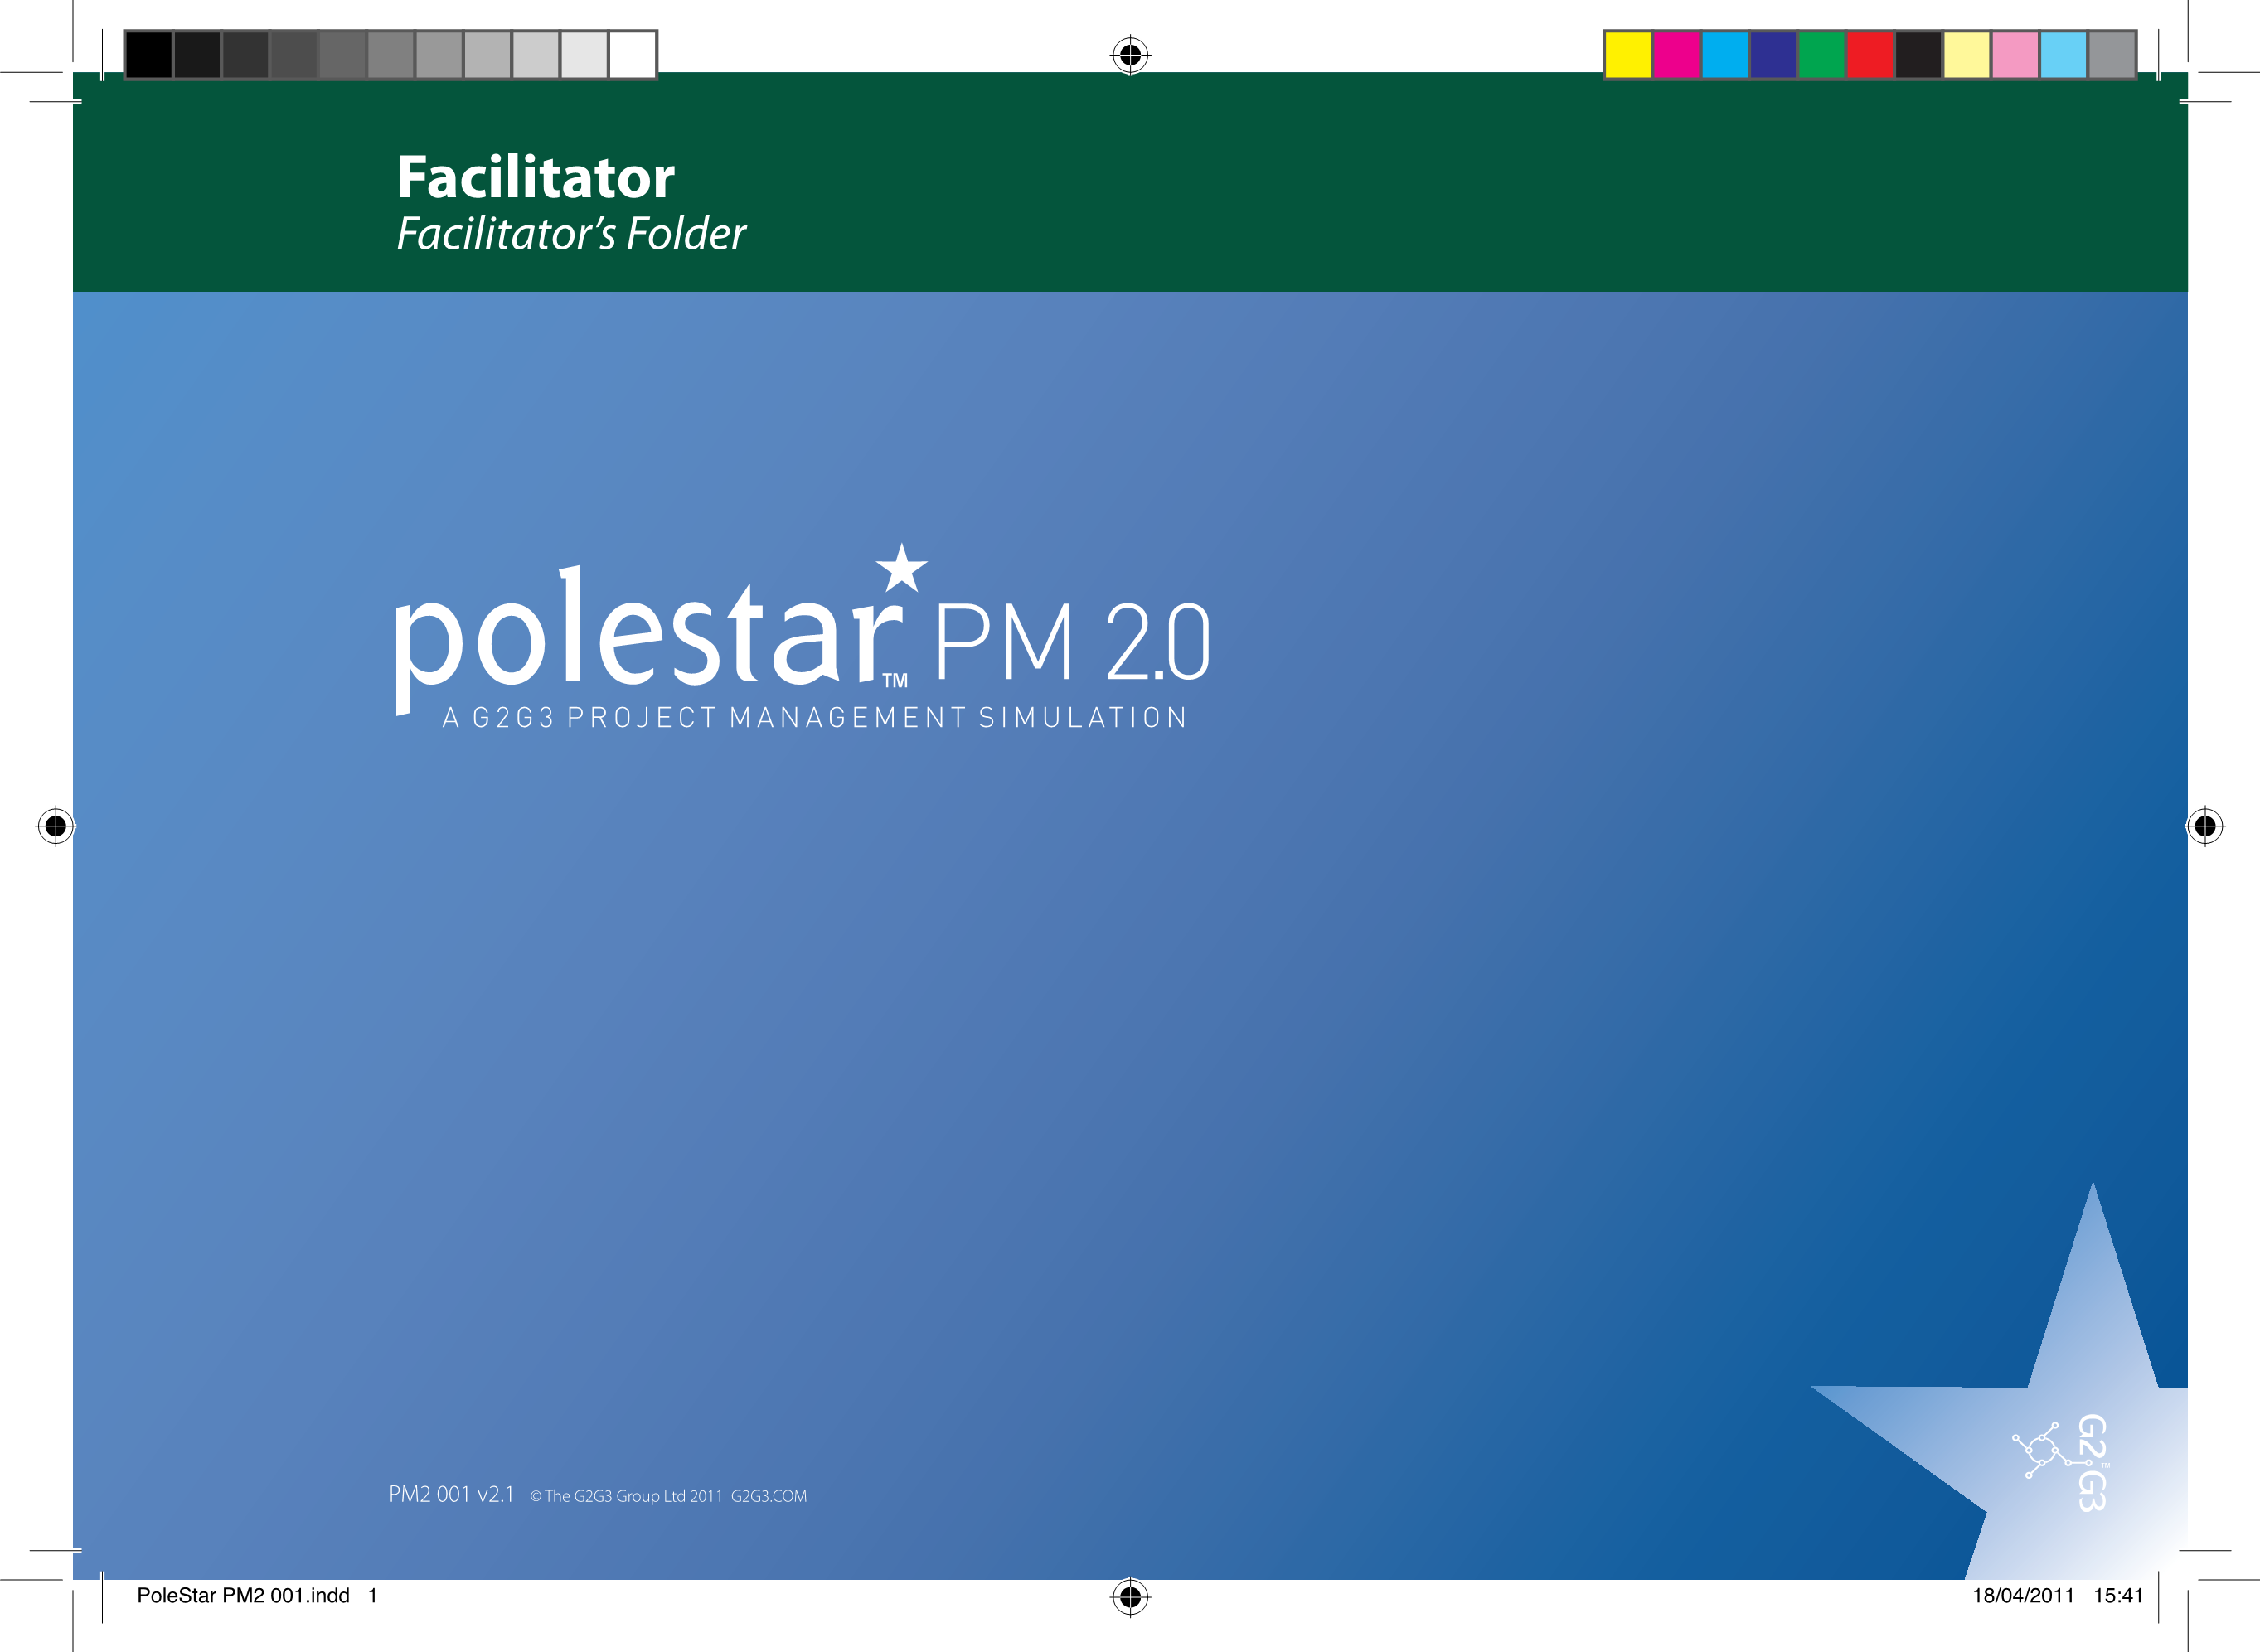 Facilitator
Facilitator’s Folder
polestar™ PM 2.0
A G2G3 PROJECT MANAGEMENT SIMULATION
G2G3™
PM2 001 v2.1 © The G2G3 Group Ltd 2011 G2G3.COM
PoleStar PM2 001.indd 1 18/04/2011 15:41